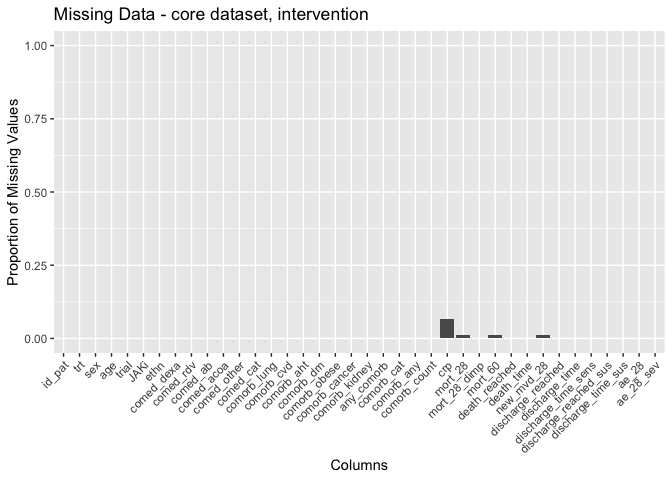 Missing Data - core dataset, intervention
Proportion of Missing Values
1.00
0.75
0.50
0.25
0.00
id_pat
trt
sex
age
trial
JAKi
ethn
comed_dexa
comed_rdv
comed_ab
comed_acoa
comed_other
comed_cat
comorb_lung
comorb_cvd
comorb_aht
comorb_dm
comorb_obese
comorb_cancer
comorb_kidney
any_comorb
comorb_cat
comorb_any
comorb_count
crp
mort_28
mort_28_dimp
mort_60
death_reached
death_time
new_mvd_28
discharge_reached
discharge_time
discharge_time_sens
discharge_reached_sus
discharge_time_sus
ae_28
ae_28_sev
Columns